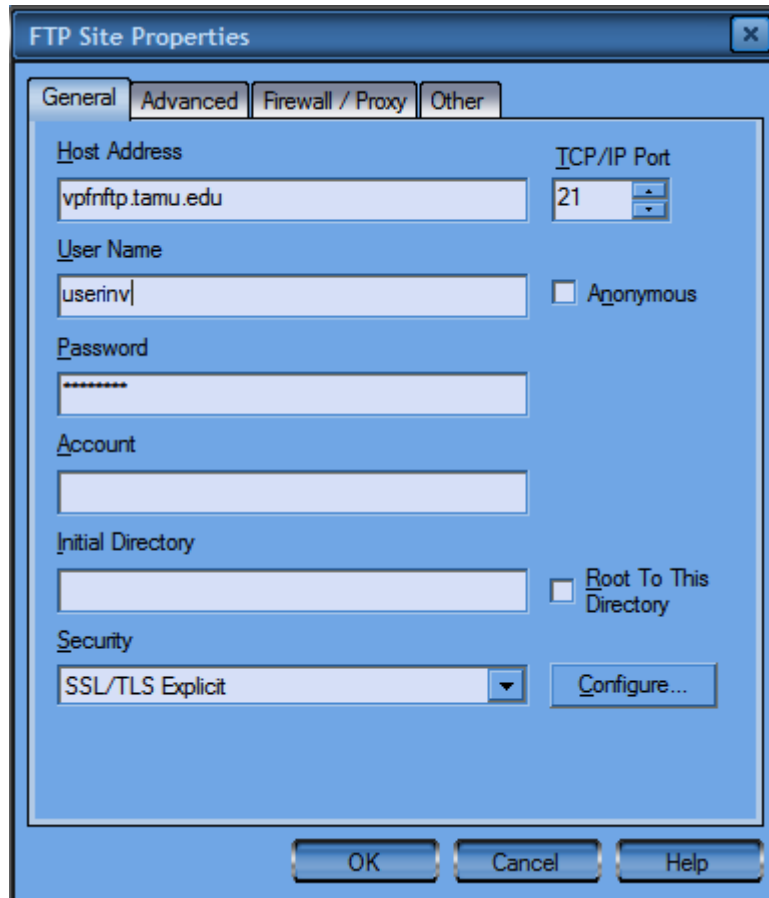 FTP Site Properties
General Advanced Firewall / Proxy Other
Host Address TCP/IP Port
vpfnftp.tamu.edu 21
User Name
userinv Anonymous
Password
********
Account
Initial Directory
Root To This
Directory
Security
SSL/TLS Explicit Configure...
OK Cancel Help